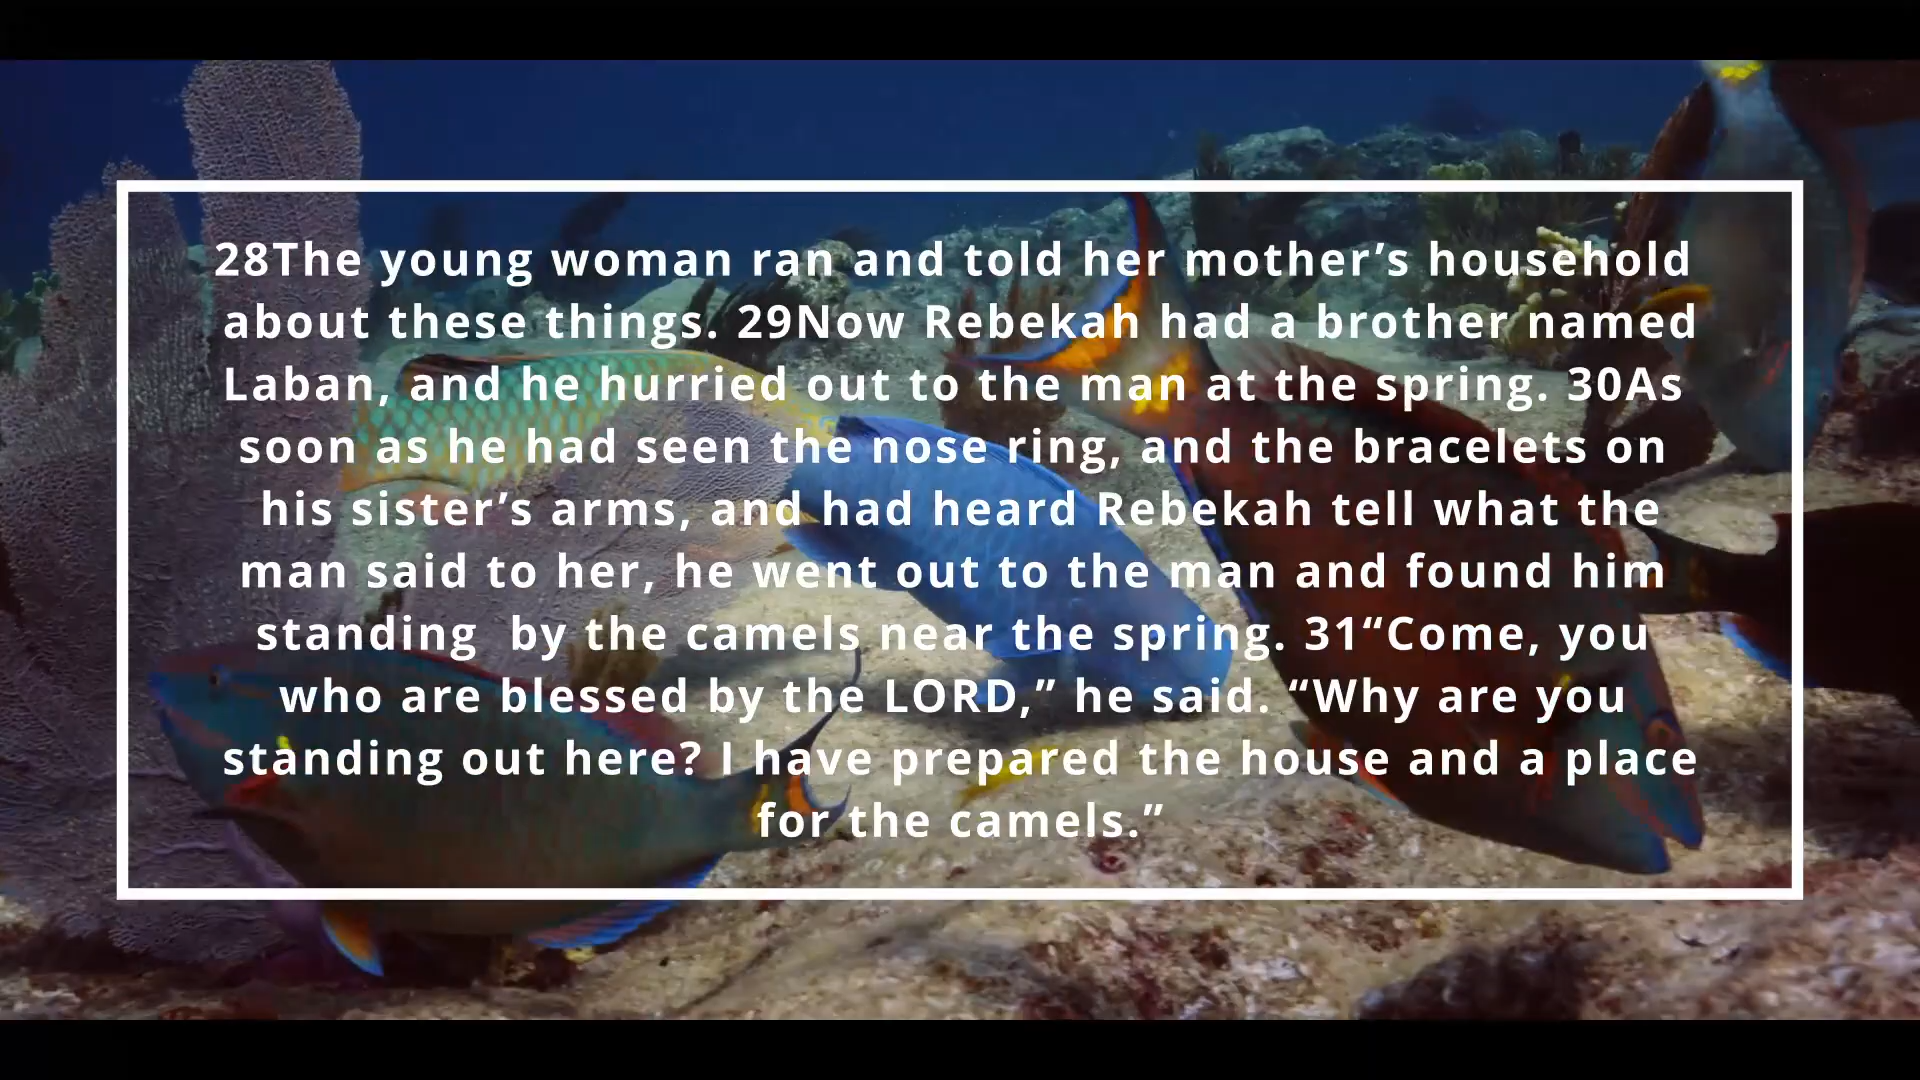 28The young woman ran and told her mother’s household
about these things. 29Now Rebekah had a brother named
Laban, and he hurried out to the man at the spring. 30As
soon as he had seen the nose ring, and the bracelets on
his sister’s arms, and had heard Rebekah tell what the
man said to her, he went out to the man and found him
standing  by the camels near the spring. 31“Come, you
who are blessed by the LORD,” he said. “Why are you
standing out here? I have prepared the house and a place
for the camels.”